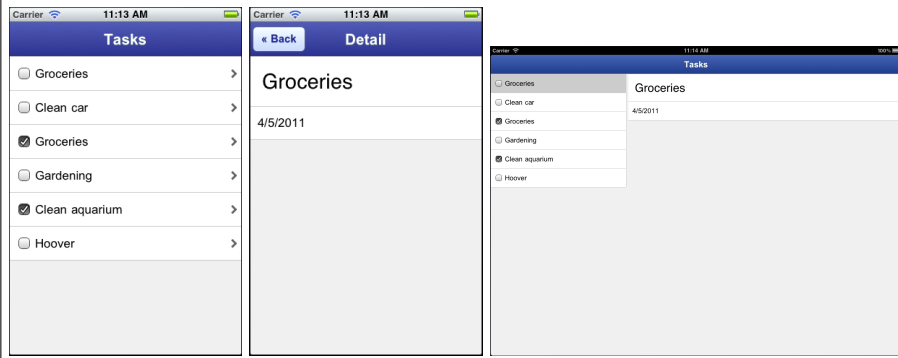 Carrier 11:13 AM
Tasks
Groceries
Clean car
Groceries
Gardening
Clean aquarium
Hoover
Carrier 11:13 AM
« Back Detail
Groceries
4/5/2011
Carrier 11:14 AM 100%
Tasks
Groceries
Clean car
Groceries
Gardening
Clean aquarium
Hoover
Groceries
4/5/2011